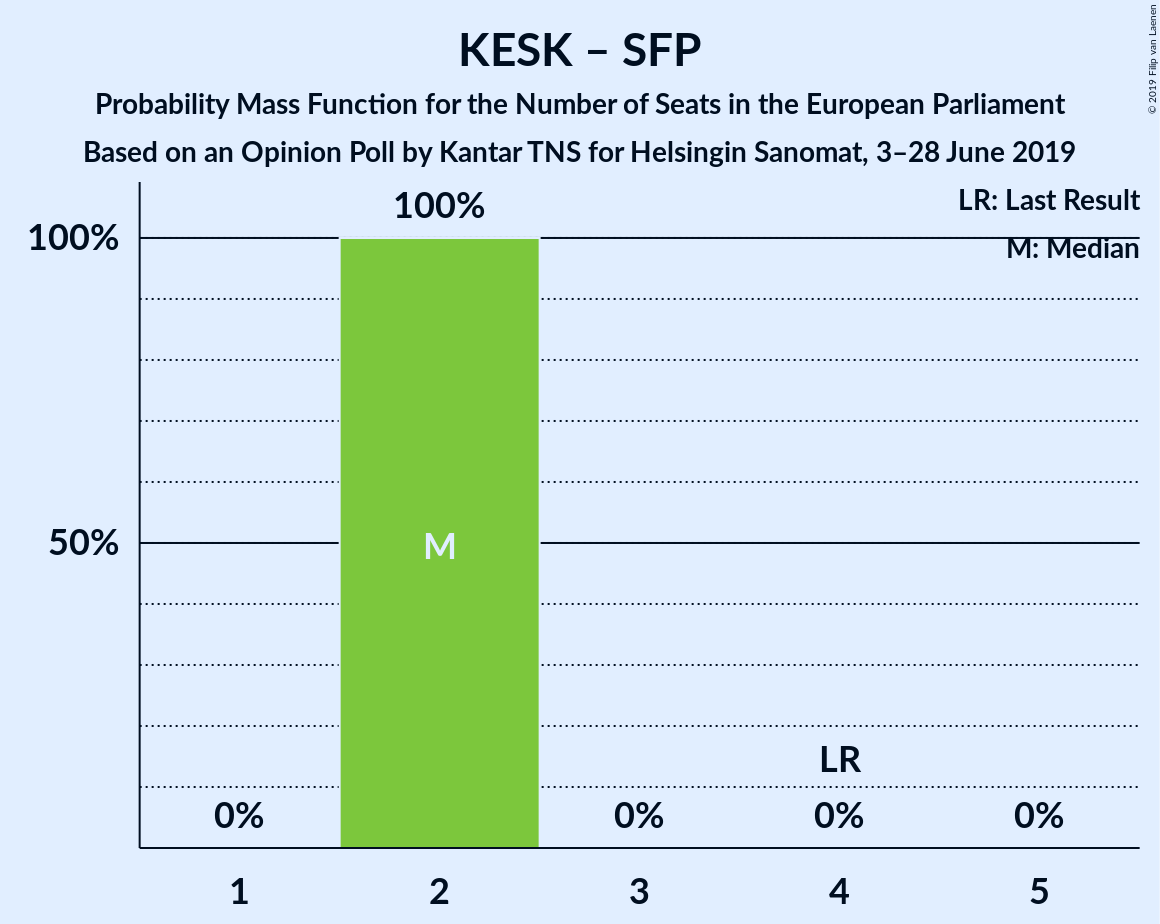 KESK – SFP
Probability Mass Function for the Number of Seats in the European Parliament
Based on an Opinion Poll by Kantar TNS for Helsingin Sanomat, 3–28 June 2019
© 2019 Filip van Laenen
LR: Last Result
M: Median
100%
100%
50%
M
LR
0%
0%
0%
0%
1
2
3
4
5